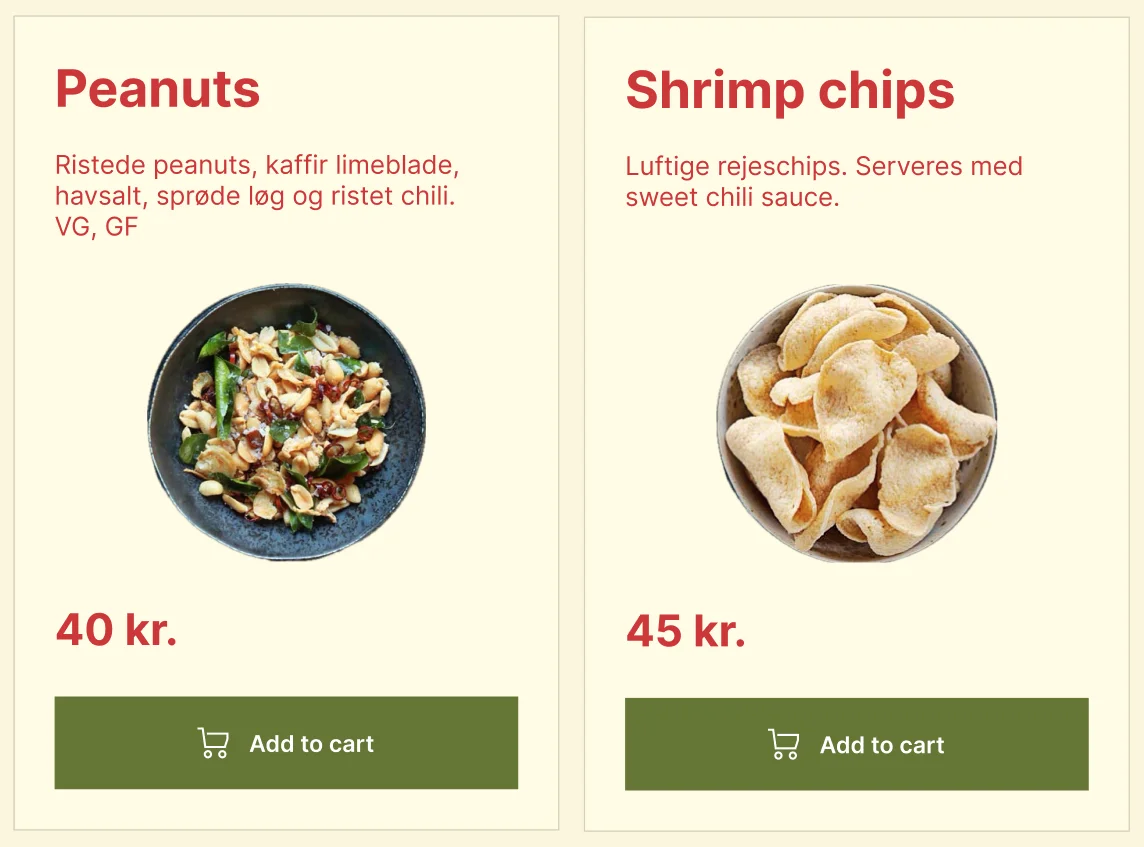 Peanuts
Ristede peanuts, kaffir limeblade,
havsalt, sprøde løg og ristet chili.
VG, GF
40 kr.
Add to cart
Shrimp chips
Luftige rejeschips. Serveres med
sweet chili sauce.
45 kr.
Add to cart